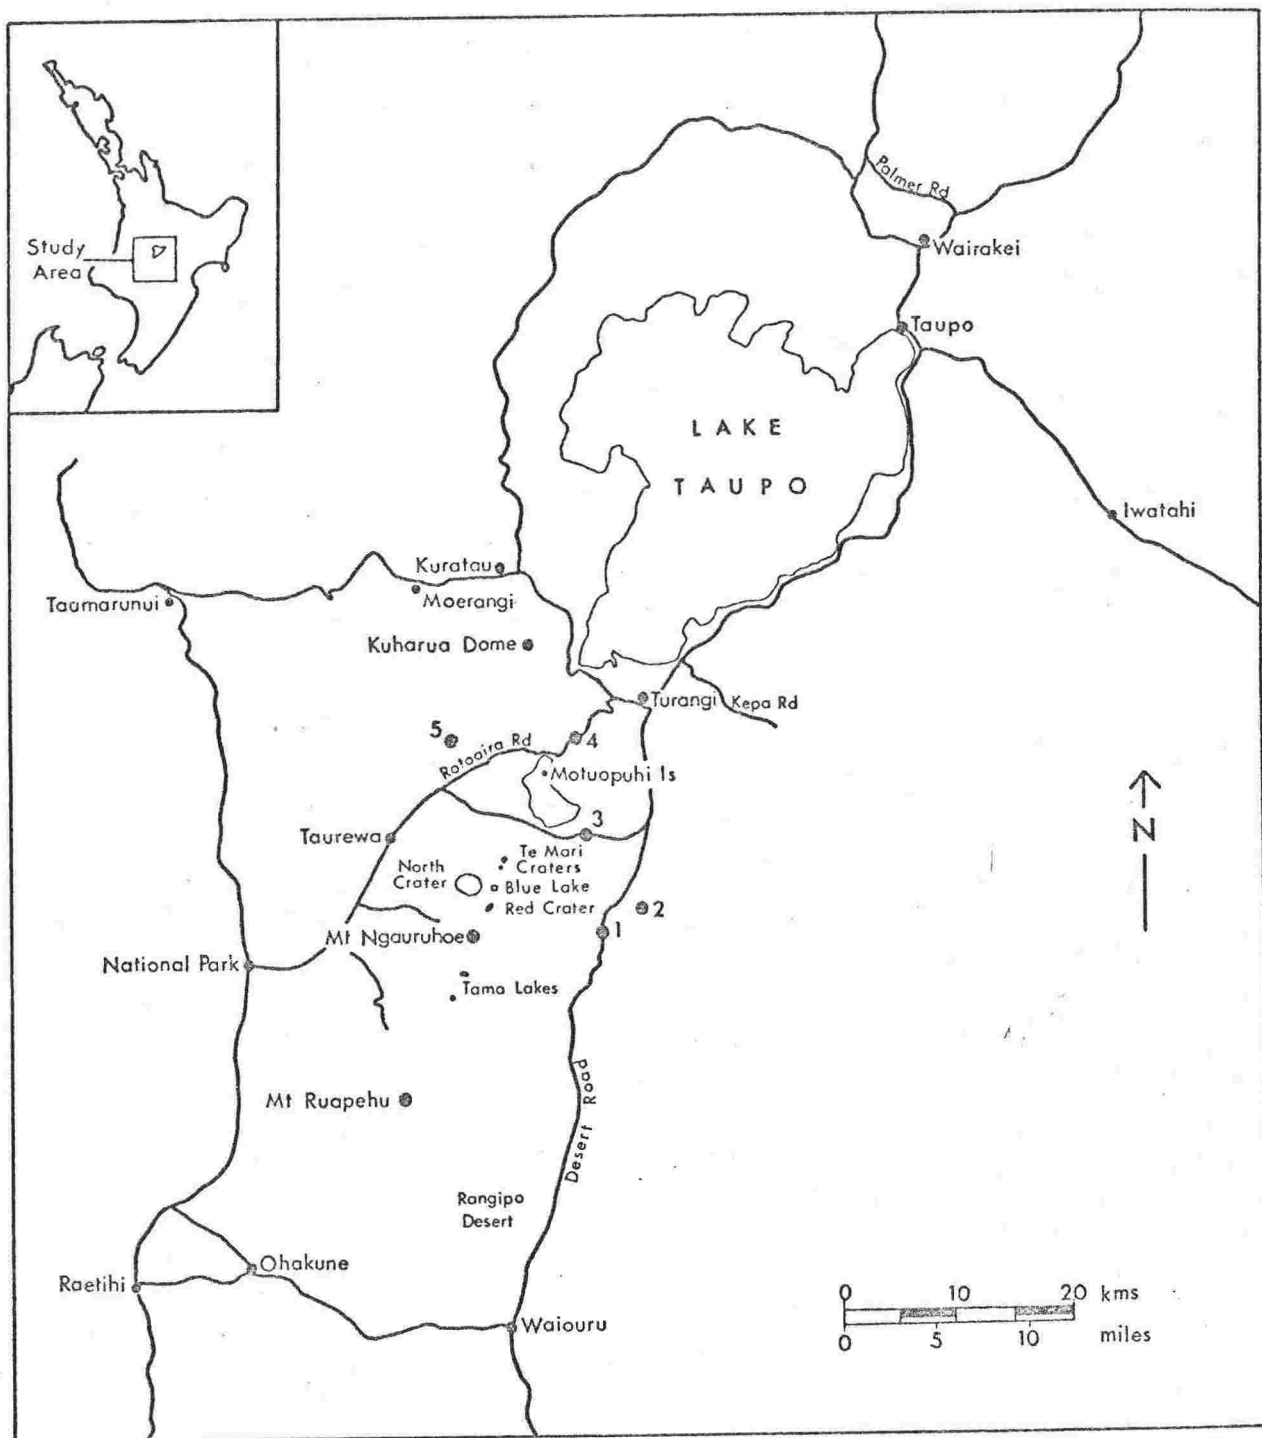 Study
Area
Palmer Rd
Wairakei
Taupo
LAKE
TAUPO
Iwatahi
Kuratau
Moerangi
Taumarunui
Kuharua Dome
Turangi
Kepa Rd
5
4
Rotoaira Rd
Motuopuhi Is
3
Taurewa
Te Mari
Craters
North
Crater
Blue Lake
Red Crater
2
1
Mt Ngauruhoe
National Park
Tama Lakes
N
Mt Ruapehu
Desert Road
Rangipo
Desert
Ohakune
Raetihi
Waiouru
0 10 20 kms
0 5 10 miles